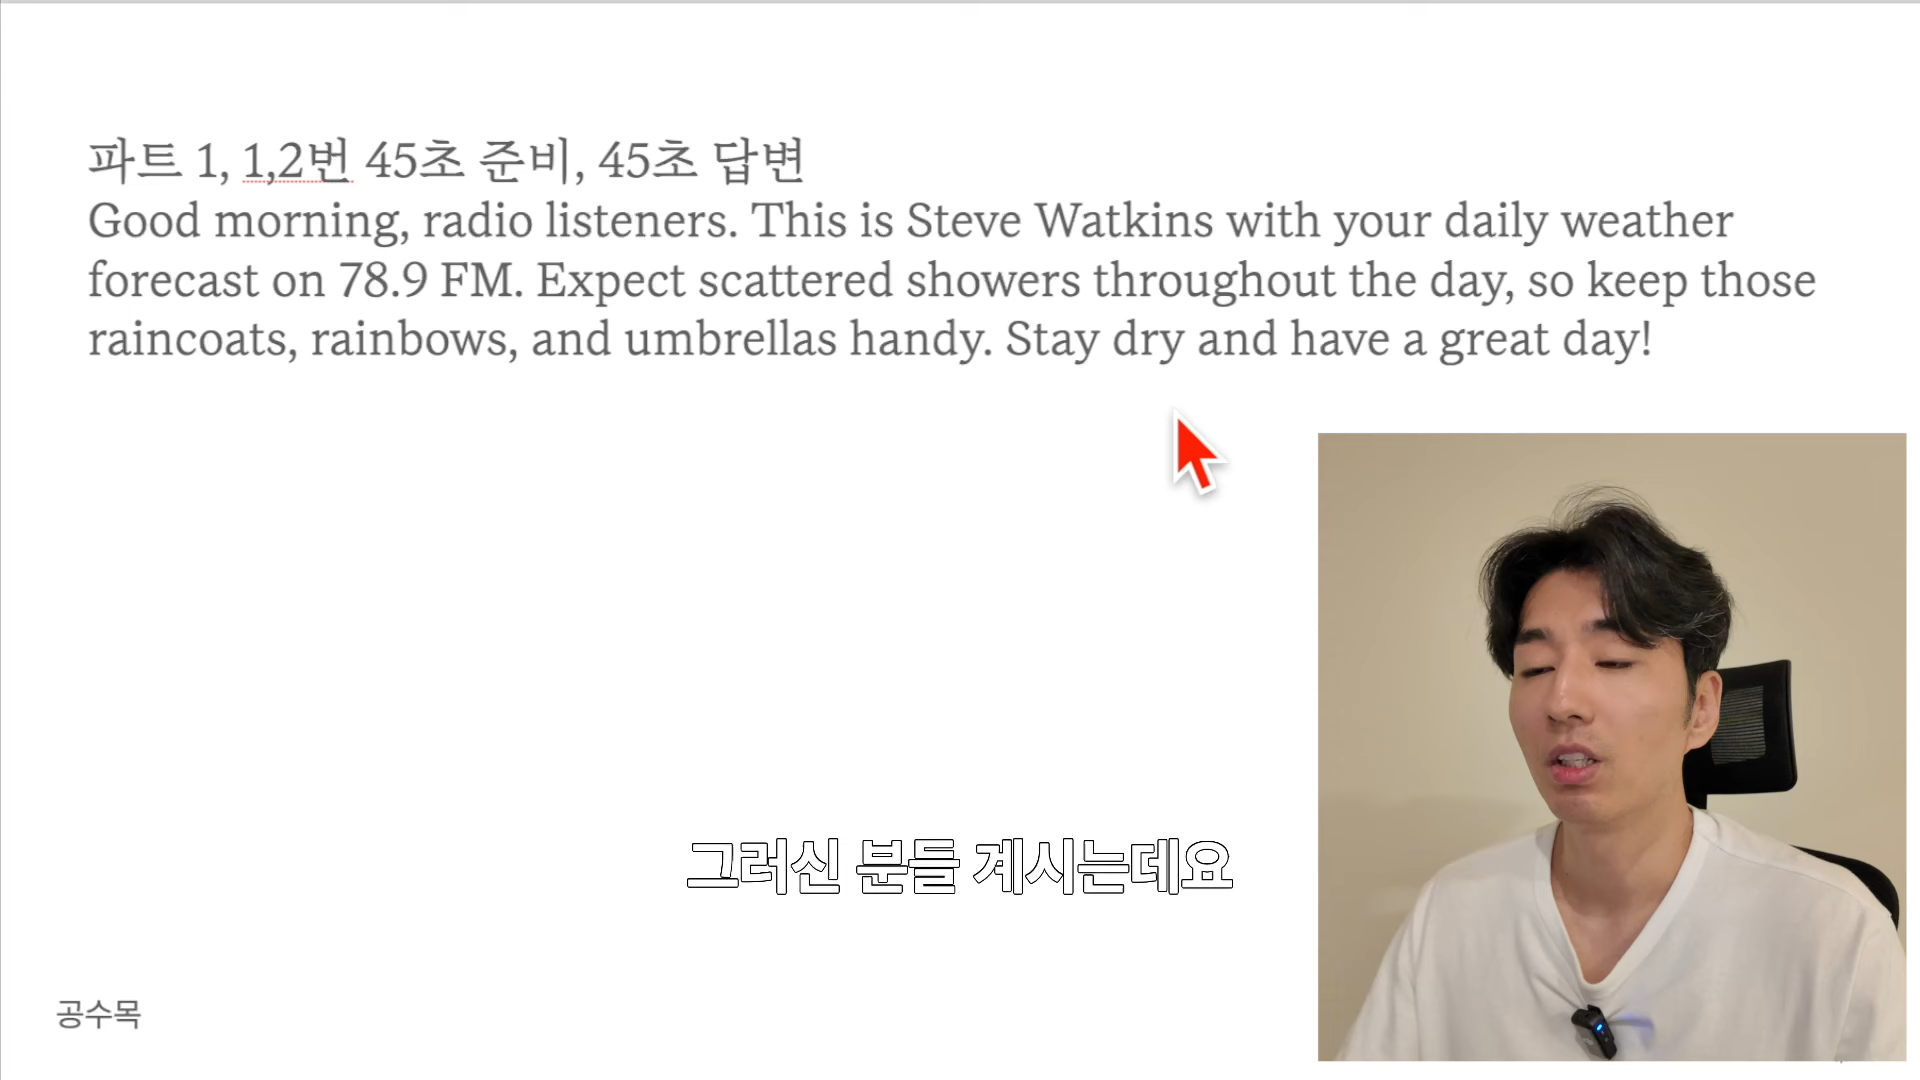 파트 1, 1,2번 45초 준비, 45초 답변
Good morning, radio listeners. This is Steve Watkins with your daily weather
forecast on 78.9 FM. Expect scattered showers throughout the day, so keep those
raincoats, rainbows, and umbrellas handy. Stay dry and have a great day!
그러신 분들 계시는데요
공수목